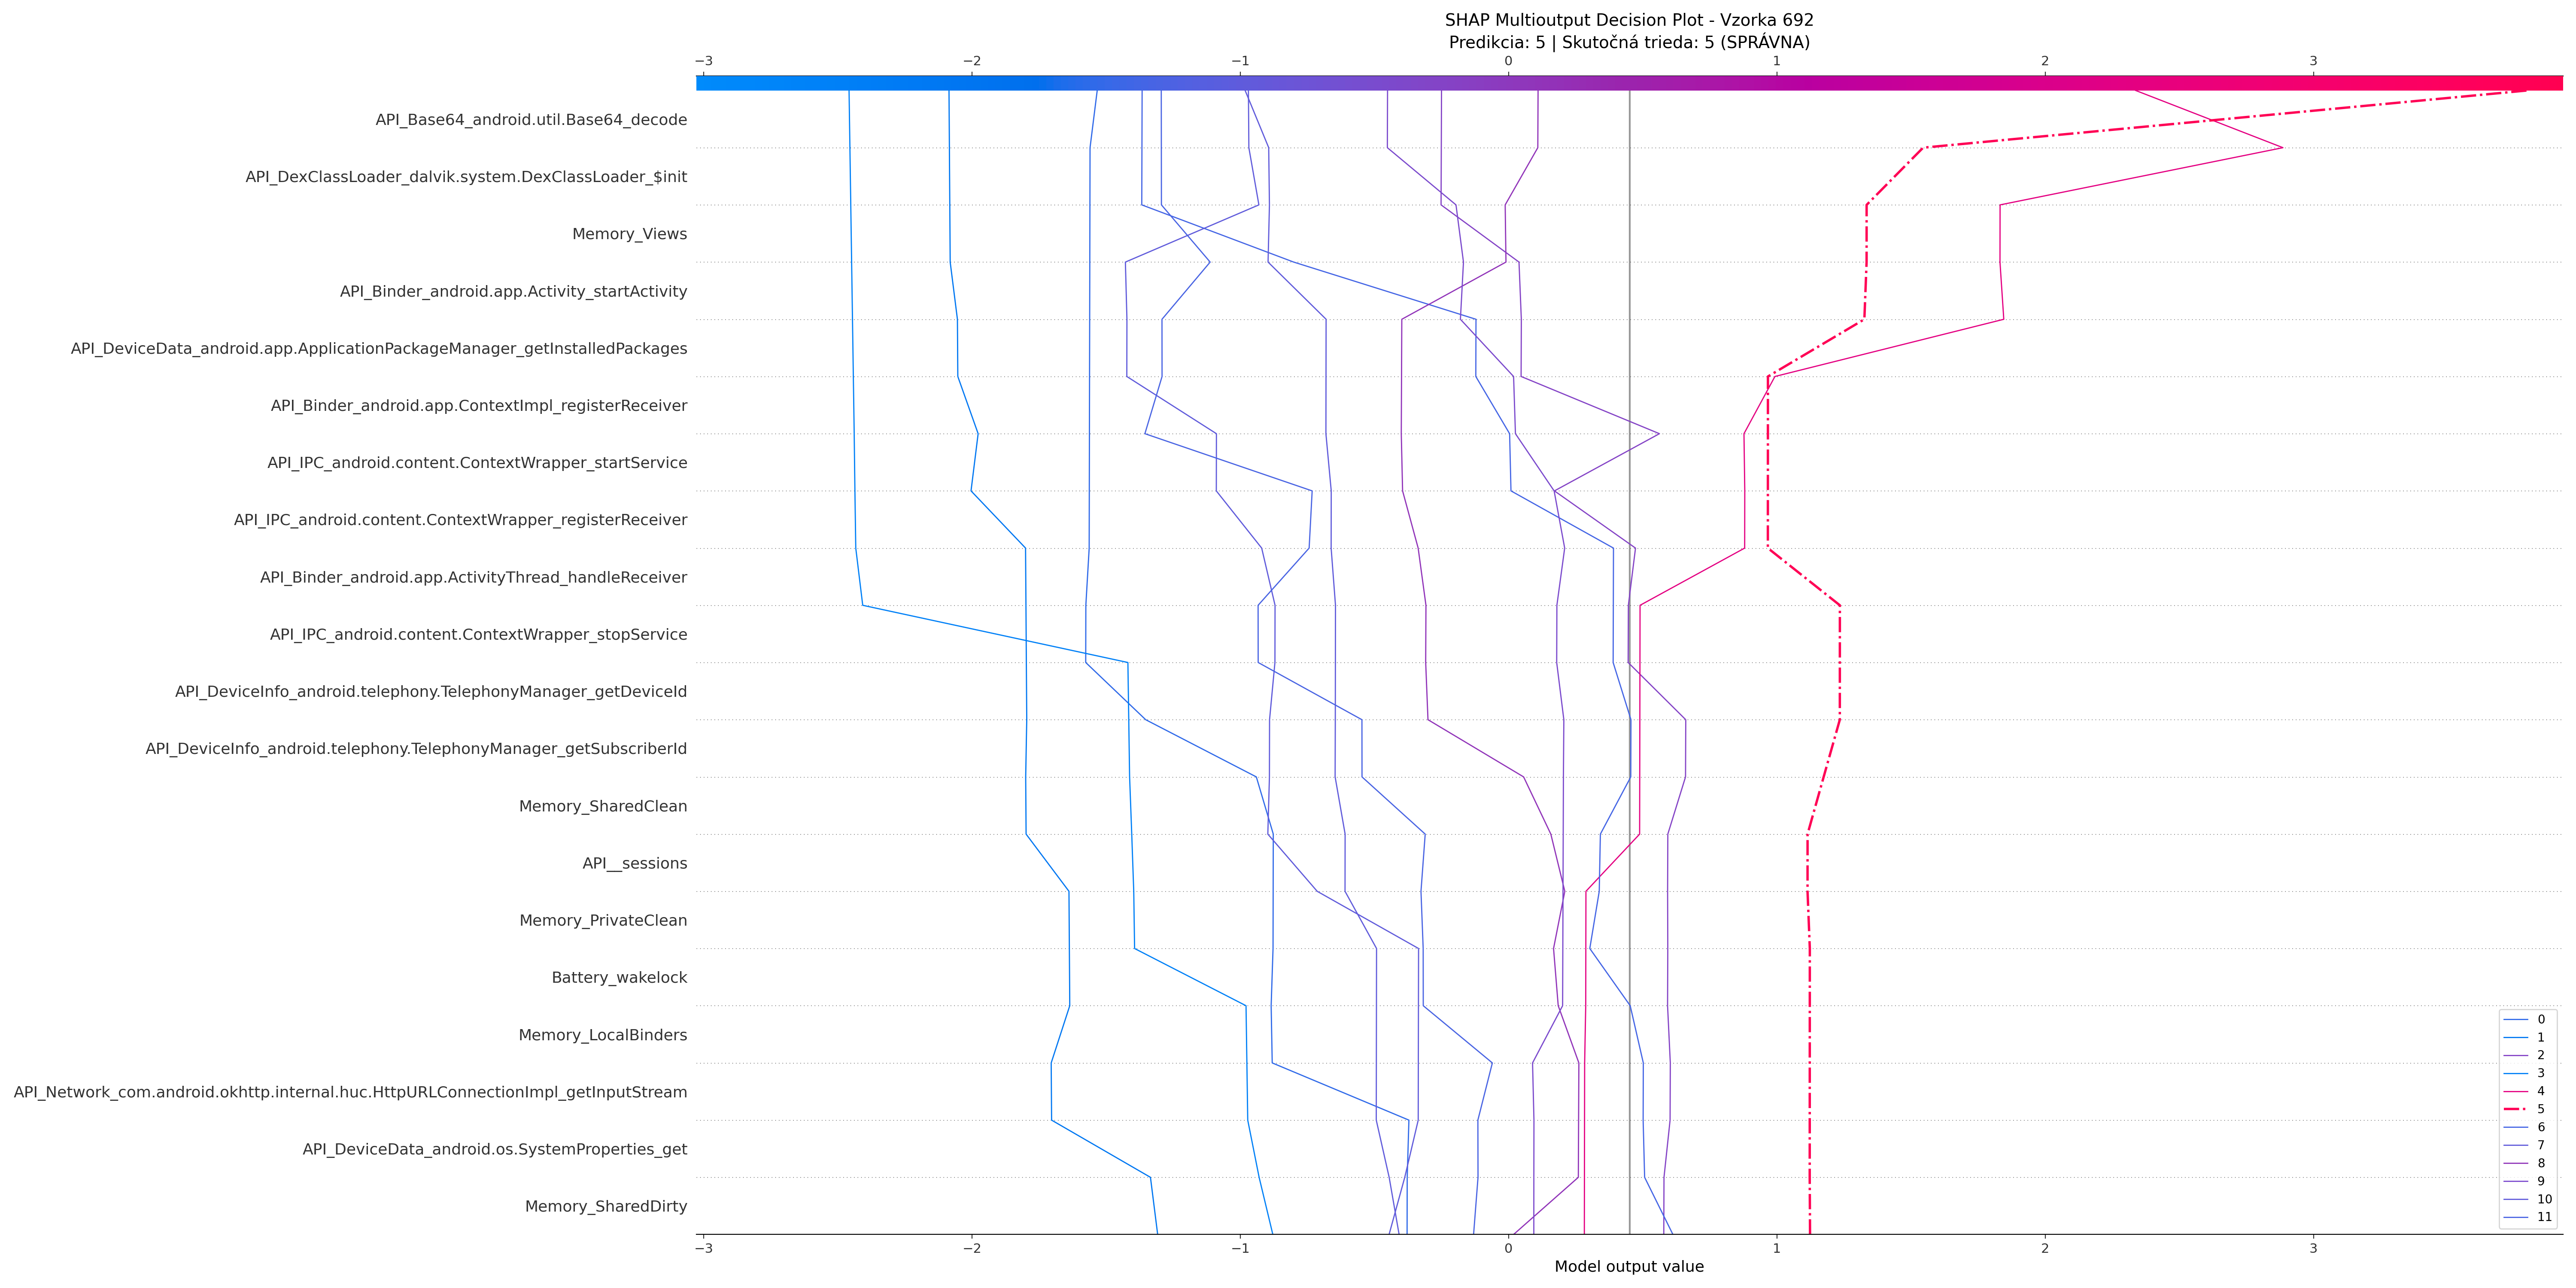 SHAP Multioutput Decision Plot - Vzorka 692
Predikcia: 5 | Skutočná trieda: 5 (SPRÁVNA)
−3 −2 −1 0 1 2 3
API_Base64_android.util.Base64_decode
API_DexClassLoader_dalvik.system.DexClassLoader_$init
Memory_Views
API_Binder_android.app.Activity_startActivity
API_DeviceData_android.app.ApplicationPackageManager_getInstalledPackages
API_Binder_android.app.ContextImpl_registerReceiver
API_IPC_android.content.ContextWrapper_startService
API_IPC_android.content.ContextWrapper_registerReceiver
API_Binder_android.app.ActivityThread_handleReceiver
API_IPC_android.content.ContextWrapper_stopService
API_DeviceInfo_android.telephony.TelephonyManager_getDeviceId
API_DeviceInfo_android.telephony.TelephonyManager_getSubscriberId
Memory_SharedClean
API__sessions
Memory_PrivateClean
Battery_wakelock
Memory_LocalBinders
API_Network_com.android.okhttp.internal.huc.HttpURLConnectionImpl_getInputStream
API_DeviceData_android.os.SystemProperties_get
Memory_SharedDirty
0
1
2
3
4
5
6
7
8
9
10
11
−3 −2 −1 0 1 2 3
Model output value